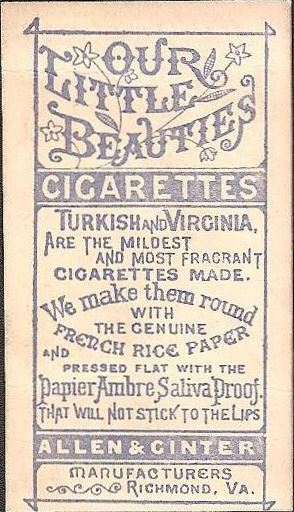 OUR
LITTLE
BEAUTIES
CIGARETTES
TURKISH AND VIRGINIA,
ARE THE MILDEST
AND MOST FRAGRANT
CIGARETTES MADE.
We make them round
WITH
THE GENUINE
FRENCH RICE PAPER
AND PRESSED FLAT WITH THE
Papier Ambre, Saliva Proof.
THAT WILL NOT STICK TO THE LIPS
ALLEN & GINTER
MANUFACTURERS
RICHMOND, VA.